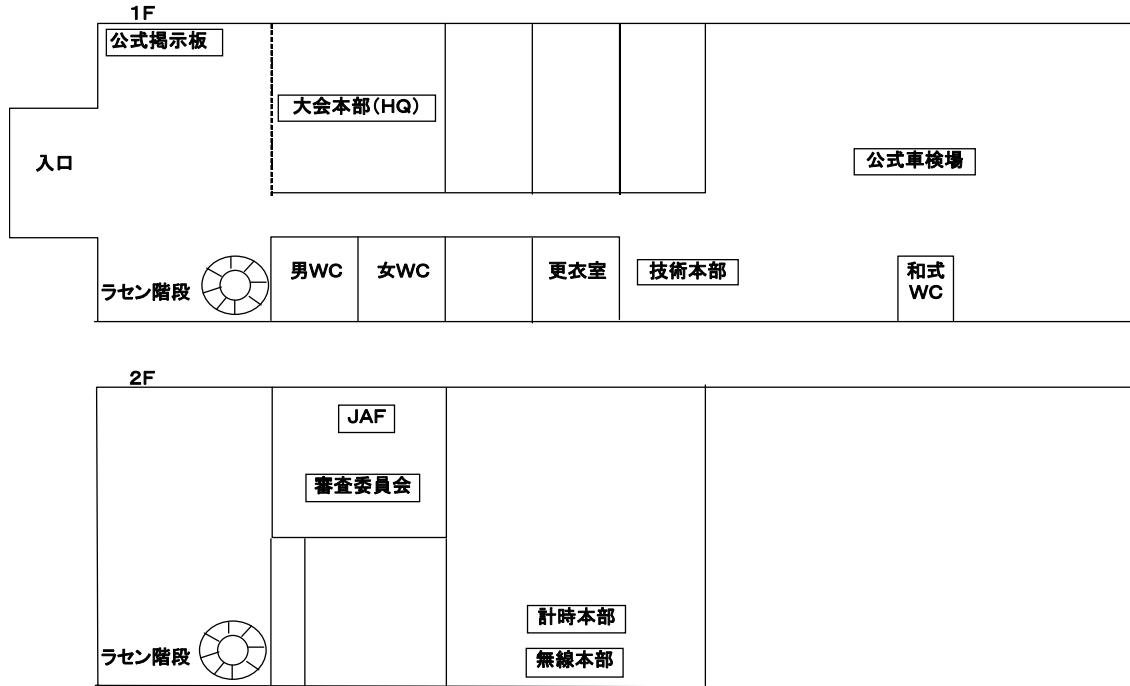 1F
公式掲示板
大会本部(HQ)
入口
公式車検場
男WC
女WC
更衣室
技術本部
和式
WC
ラセン階段
2F
JAF
審査委員会
計時本部
無線本部
ラセン階段